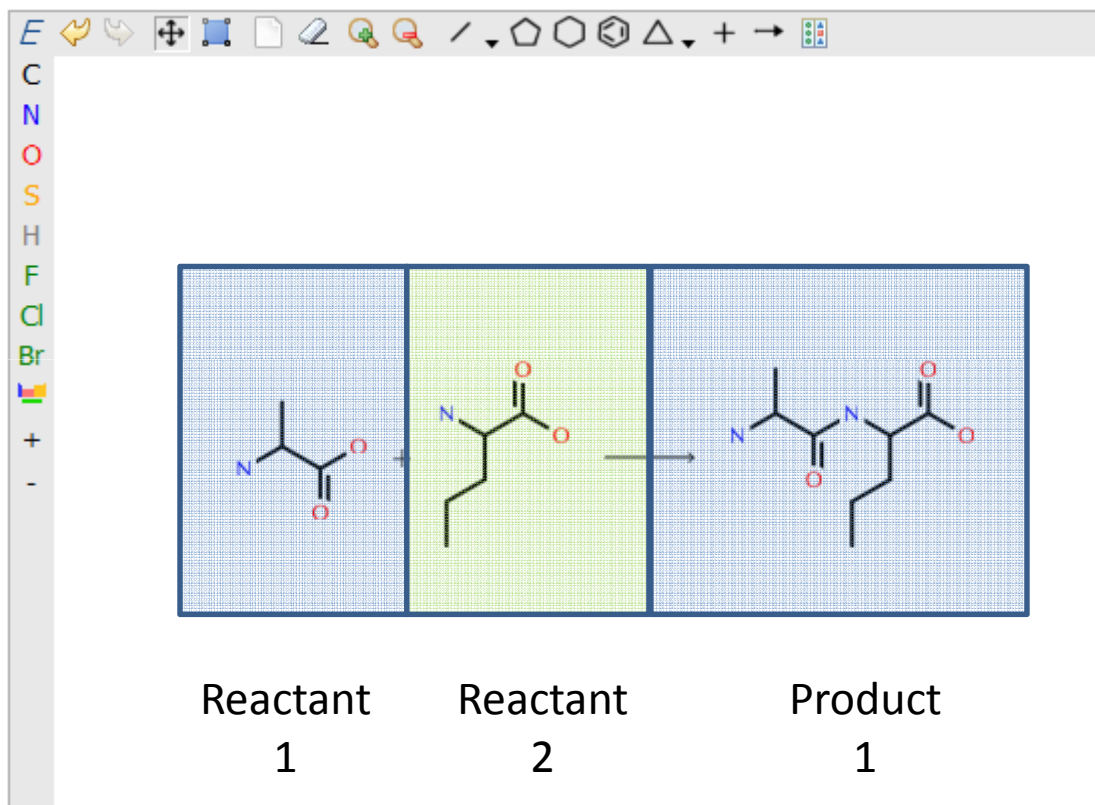 E
C
N
O
S
H
F
Cl
Br
+
-
N
O
O
+
N
O
O
N
O
N
O
O
Reactant
1
Reactant
2
Product
1